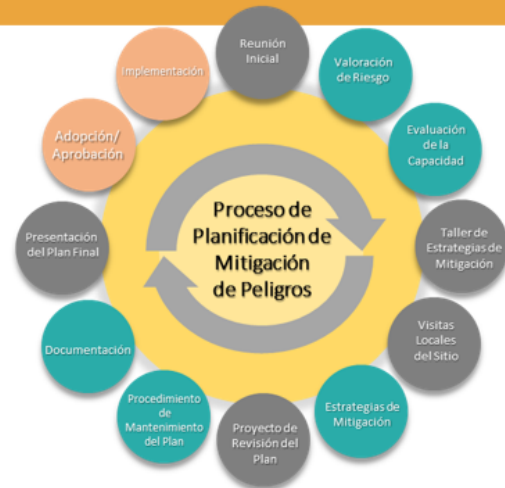 Reunión
Inicial
Valoración
de Riesgo
Evaluación
de la
Capacidad
Taller de
Estrategias de
Mitigación
Visitas
Locales
del Sitio
Estrategias de
Mitigación
Proyecto de
Revisión del
Plan
Procedimiento
de
Mantenimiento
del Plan
Documentación
Presentación
del Plan Final
Adopción/
Aprobación
Implementación
Proceso de
Planificación de
Mitigación
de Peligros